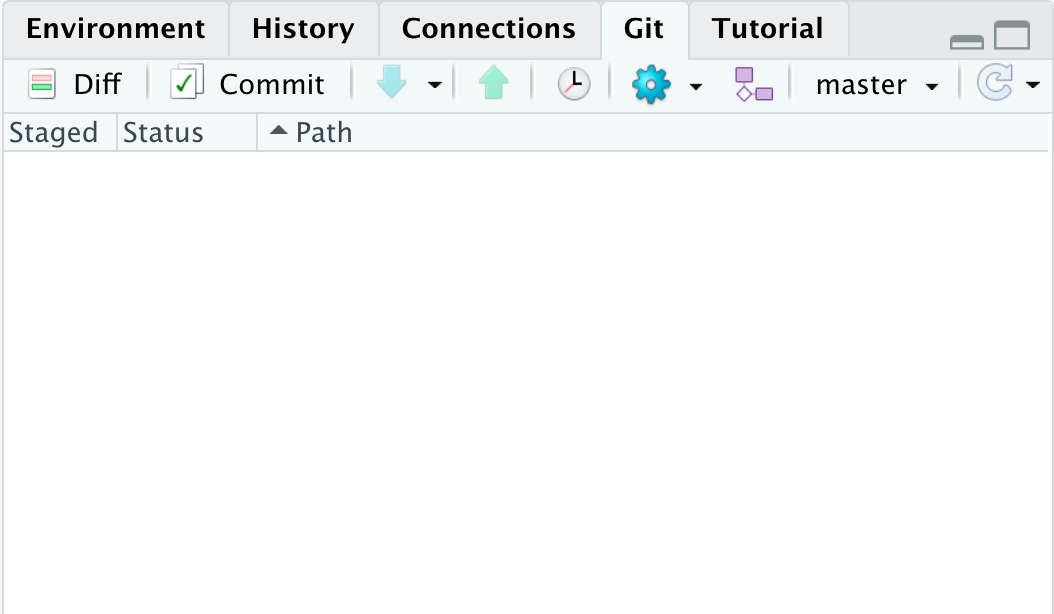 Environment History Connections Git Tutorial
Diff Commit master
Staged Status Path